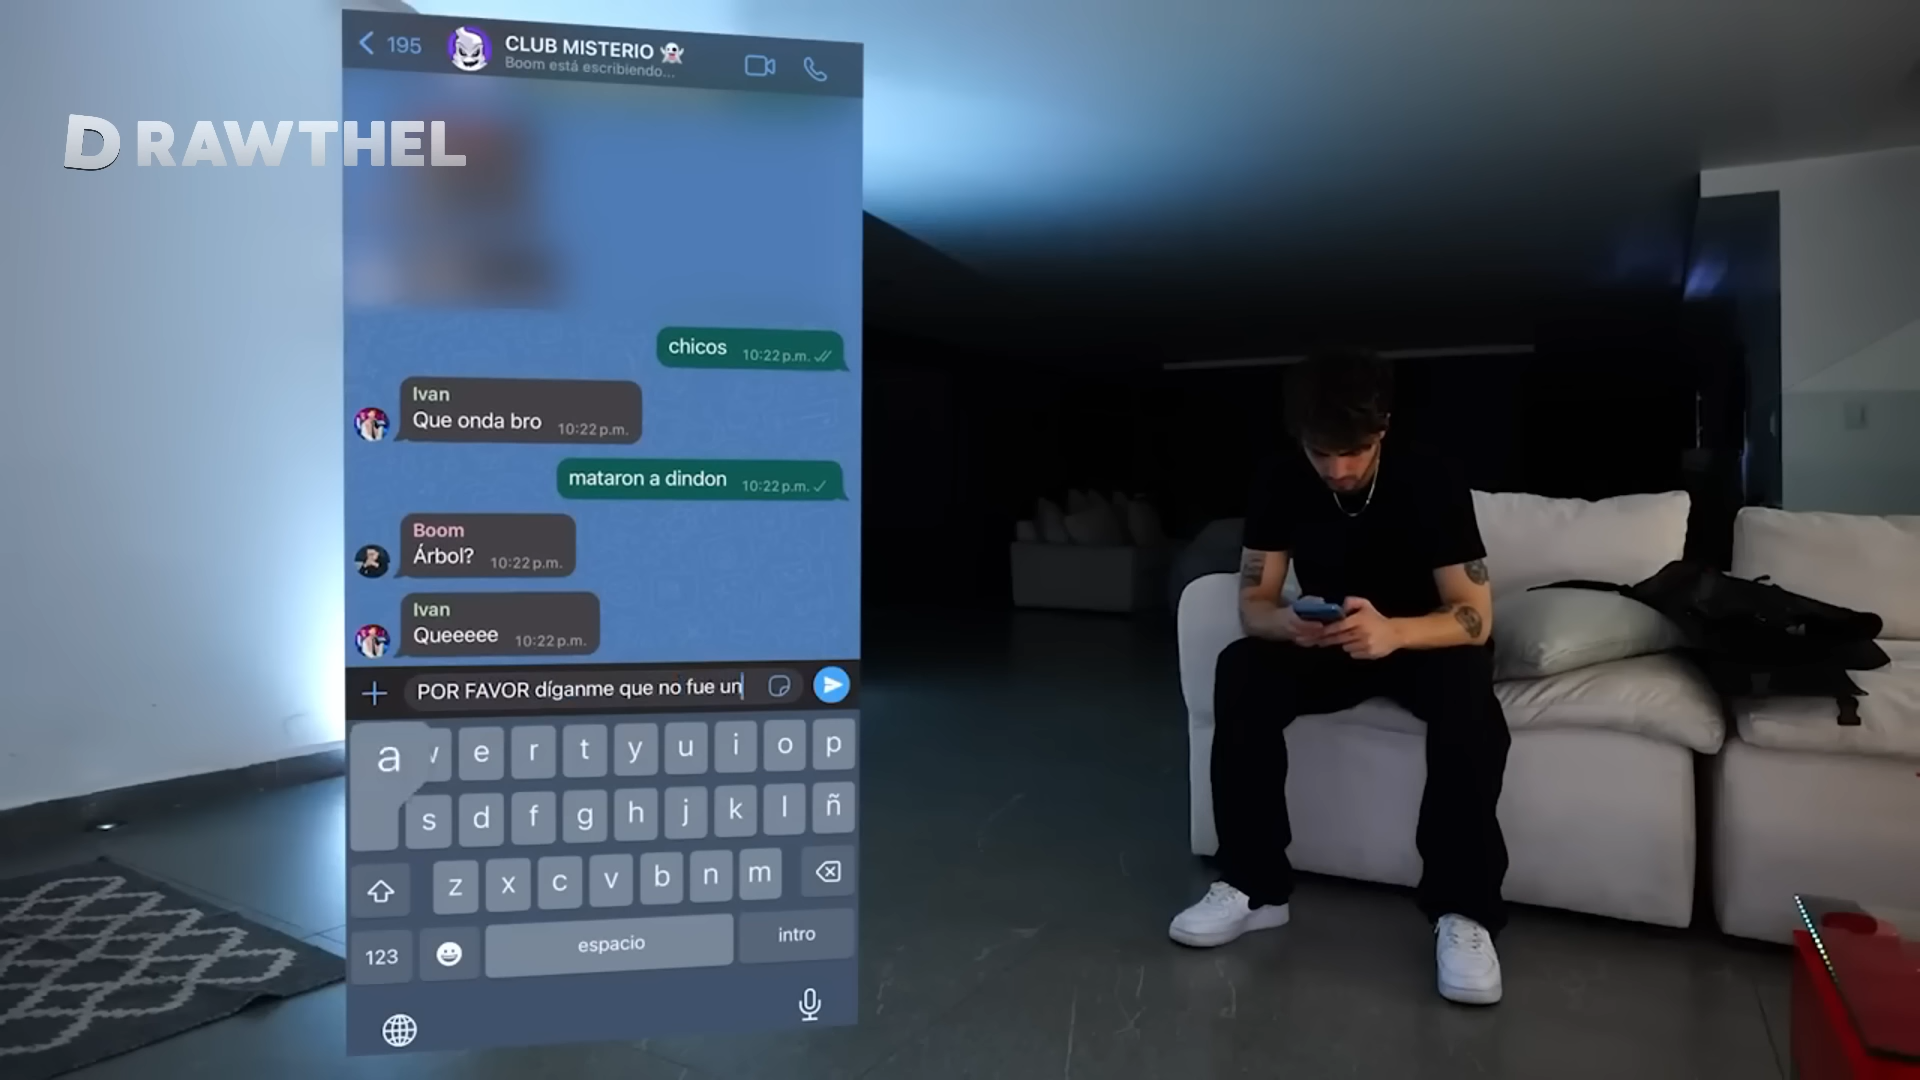 195
CLUB MISTERIO 👻
Boom está escribiendo...
DRAWTHEL
chicos 10:22 p.m.
Ivan
Que onda bro 10:22 p.m.
mataron a dindon 10:22 p.m.
Boom
Árbol? 10:22 p.m.
Ivan
Queeeee 10:22 p.m.
POR FAVOR díganme que no fue un
a e r t y u i o p
s d f g h j k l ñ
z x c v b n m
123 espacio intro